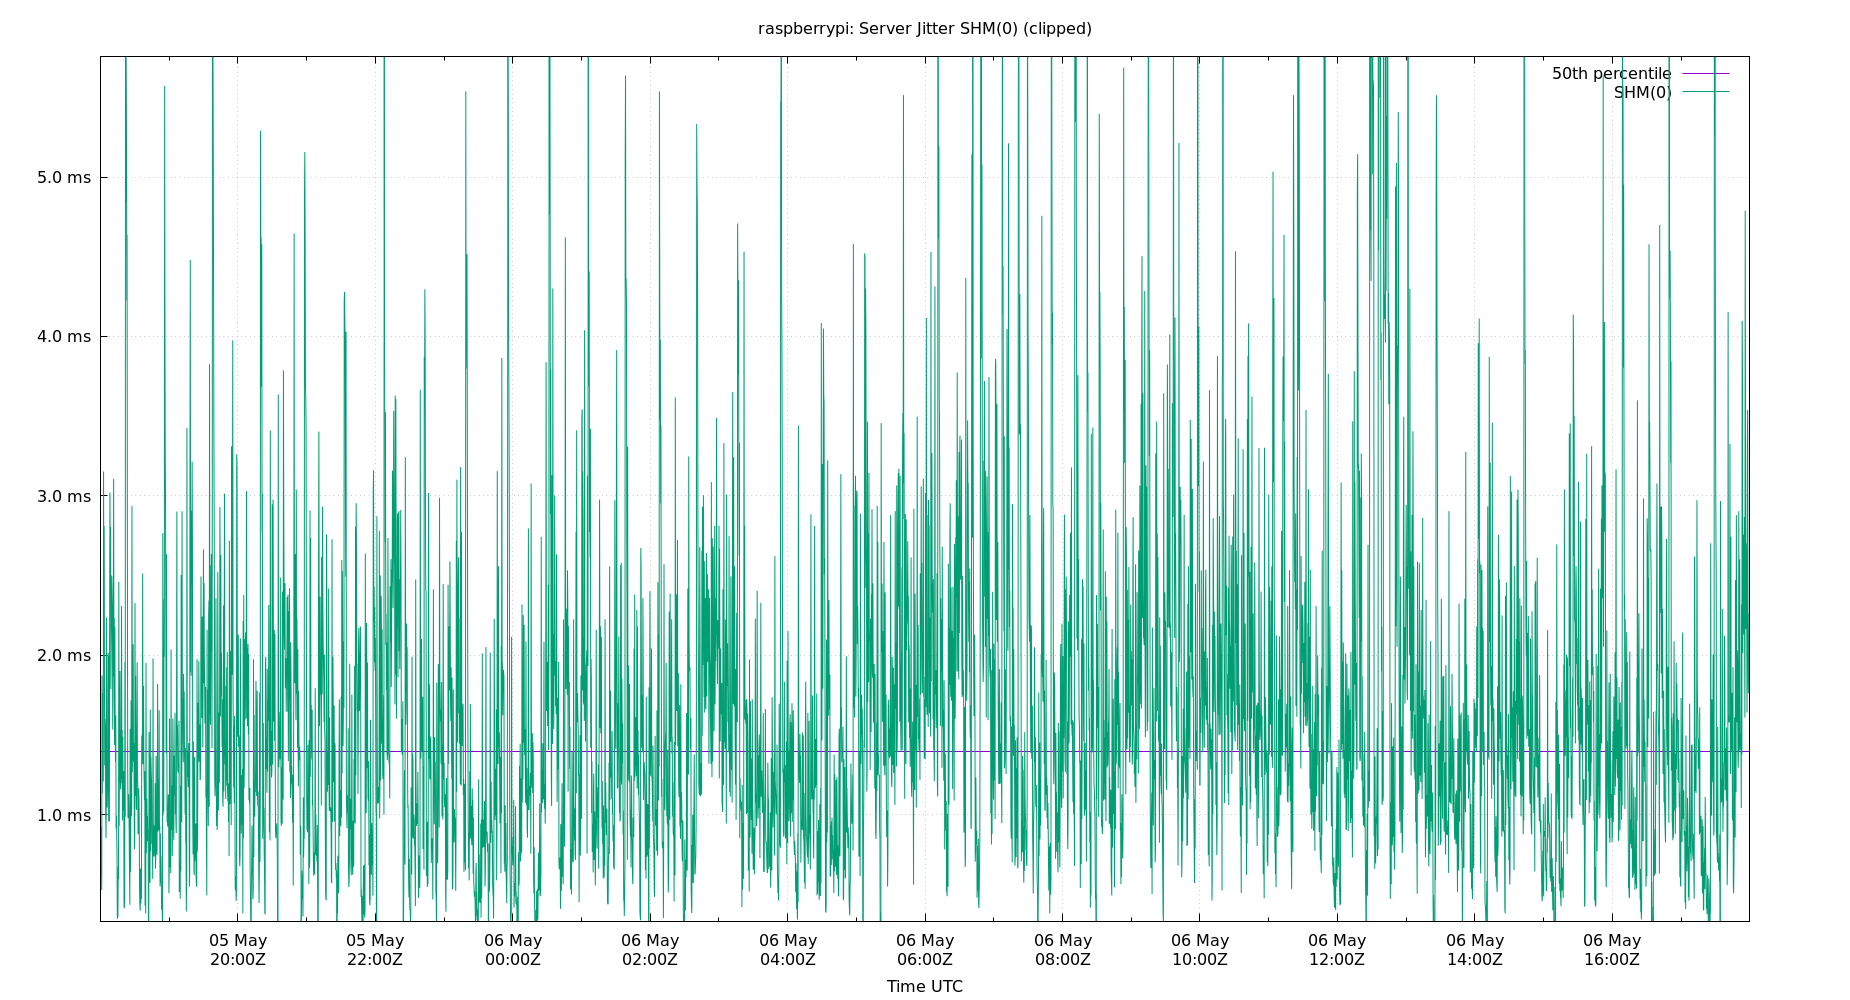 raspberrypi: Server Jitter SHM(0) (clipped)
50th percentile
SHM(0)
5.0 ms
4.0 ms
3.0 ms
2.0 ms
1.0 ms
05 May 05 May 06 May 06 May 06 May 06 May 06 May 06 May 06 May 06 May 06 May
20:00Z 22:00Z 00:00Z 02:00Z 04:00Z 06:00Z 08:00Z 10:00Z 12:00Z 14:00Z 16:00Z
Time UTC